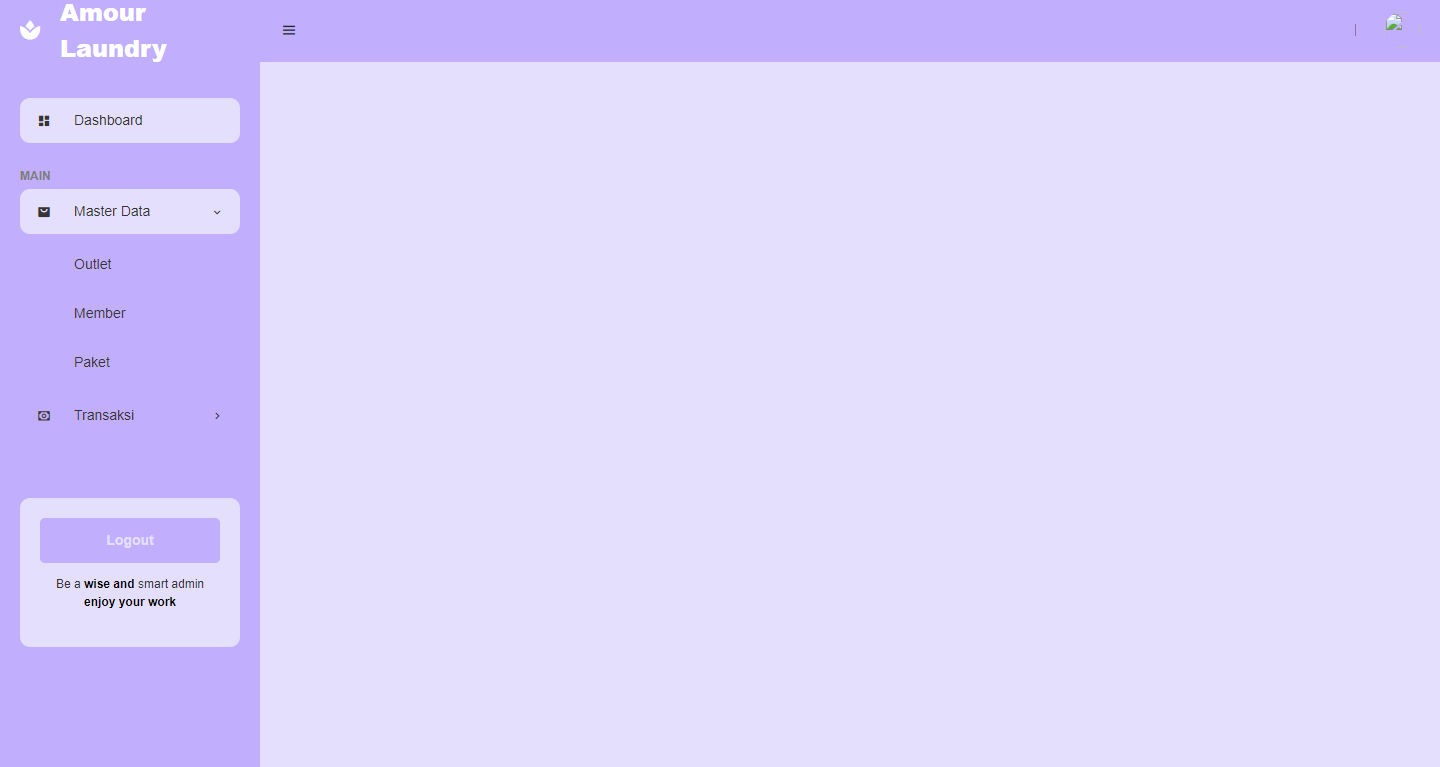 Amour
Laundry
Dashboard
MAIN
Master Data
Outlet
Member
Paket
Transaksi
Logout
Be a wise and smart admin
enjoy your work